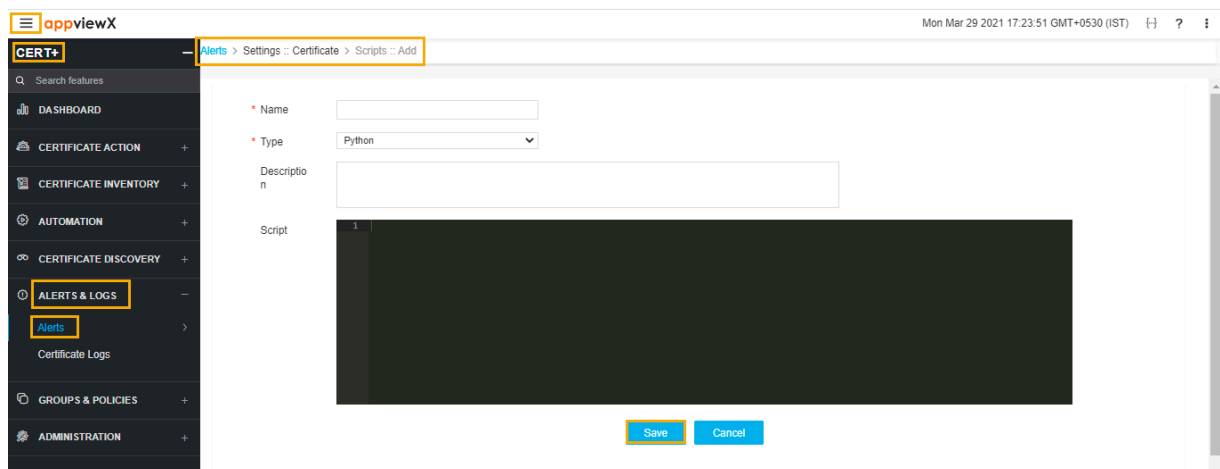 appviewX
Mon Mar 29 2021 17:23:51 GMT+0530 (IST) ?
CERT+
Alerts > Settings :: Certificate > Scripts :: Add
Search features
DASHBOARD
CERTIFICATE ACTION +
CERTIFICATE INVENTORY +
AUTOMATION +
CERTIFICATE DISCOVERY +
ALERTS & LOGS −
Alerts >
Certificate Logs
GROUPS & POLICIES +
ADMINISTRATION +
* Name
* Type Python
Descriptio
n
Script
1
Save Cancel